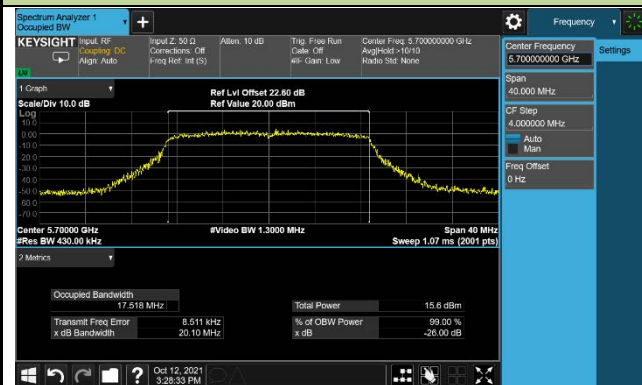 Spectrum Analyzer 1
Occupied BW
+
Frequency
KEYSIGHT
Input: RF
Coupling: DC
Align: Auto
Input Z: 50 Ω
Corrections: Off
Freq Ref: Int (S)
Atten: 10 dB
Trig: Free Run
Gate: Off
#IF Gain: Low
Center Freq: 5.700000000 GHz
Avg|Hold:>10/10
Radio Std: None
Center Frequency
5.700000000 GHz
Settings
Span
40.000 MHz
CF Step
4.000000 MHz
Auto
Man
Freq Offset
0 Hz
1 Graph
Scale/Div 10.0 dB
Ref Lvl Offset 22.60 dB
Ref Value 20.00 dBm
Log
10.0
0.00
-10.0
-20.0
-30.0
-40.0
-50.0
-60.0
-70.0
Center 5.70000 GHz
#Video BW 1.3000 MHz
Span 40 MHz
#Res BW 430.00 kHz
Sweep 1.07 ms (2001 pts)
2 Metrics
Occupied Bandwidth
17.518 MHz
Total Power
15.6 dBm
Transmit Freq Error
8.511 kHz
% of OBW Power
99.00 %
x dB Bandwidth
20.10 MHz
x dB
-26.00 dB
?
Oct 12, 2021
3:28:33 PM